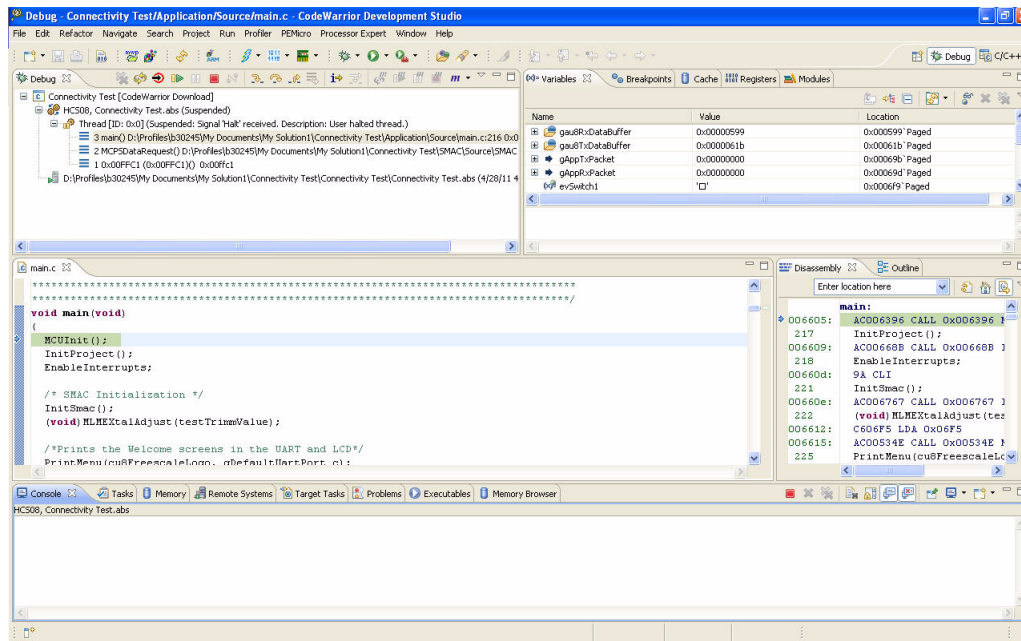 Debug - Connectivity Test/Application/Source/main.c - CodeWarrior Development Studio
File Edit Refactor Navigate Search Project Run Profiler PEMicro Processor Expert Window Help
Debug C/C++
Debug
Connectivity Test [CodeWarrior Download]
HCS08, Connectivity Test.abs (Suspended)
Thread [ID: 0x0] (Suspended: Signal 'Halt' received. Description: User halted thread.)
3 main() D:\Profiles\b30245\My Documents\My Solution1\Connectivity Test\Application\Source\main.c:216 0x0
2 MCPSDataRequest() D:\Profiles\b30245\My Documents\My Solution1\Connectivity Test\SMAC\Source\SMAC
1 0x00FFC1 (0x00FFC1)() 0x00ffc1
D:\Profiles\b30245\My Documents\My Solution1\Connectivity Test\Connectivity Test\Connectivity Test.abs (4/28/11 4
(x)= Variables Breakpoints Cache Registers Modules
Name Value Location
gau8RxDataBuffer 0x00000599 0x000599`Paged
gau8TxDataBuffer 0x0000061b 0x00061b`Paged
gAppTxPacket 0x00000000 0x00069b`Paged
gAppRxPacket 0x00000000 0x00069d`Paged
evSwitch1 '□' 0x0006f9`Paged
main.c
*************************************************************************************
************************************************************************************/
void main(void)
{
MCUInit();
InitProject();
EnableInterrupts;
/* SMAC Initialization */
InitSmac();
(void)MLMEXtalAdjust(testTrimmValue);
/*Prints the Welcome screens in the UART and LCD*/
PrintMenu(cu8FreescaleLogo, gDefaultUartPort_c);
Disassembly Outline
Enter location here
main:
006605: AC006396 CALL 0x006396 M
217 InitProject();
006609: AC00668B CALL 0x00668B I
218 EnableInterrupts;
00660d: 9A CLI
221 InitSmac();
00660e: AC006767 CALL 0x006767 I
222 (void)MLMEXtalAdjust(tes
006612: C606F5 LDA 0x06F5
006615: AC00534E CALL 0x00534E M
225 PrintMenu(cu8FreescaleLo
Console Tasks Memory Remote Systems Target Tasks Problems Executables Memory Browser
HCS08, Connectivity Test.abs